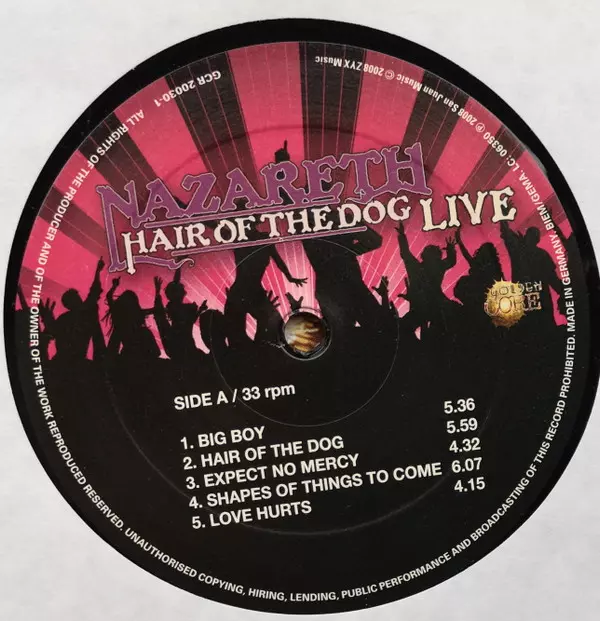 NAZARETH
HAIR OF THE DOG LIVE
GOLDEN
CORE
SIDE A / 33 rpm
1. BIG BOY 5.36
2. HAIR OF THE DOG 5.59
3. EXPECT NO MERCY 4.32
4. SHAPES OF THINGS TO COME 6.07
5. LOVE HURTS 4.15
GCR 20030-1 ALL RIGHTS OF THE PRODUCER AND OF THE OWNER OF THE WORK REPRODUCED RESERVED. UNAUTHORISED COPYING, HIRING, LENDING, PUBLIC PERFORMANCE AND BROADCASTING OF THIS RECORD PROHIBITED. MADE IN GERMANY. BIEM/GEMA. LC: 06350 ℗ 2008 San Juan Music © 2008 ZYX Music